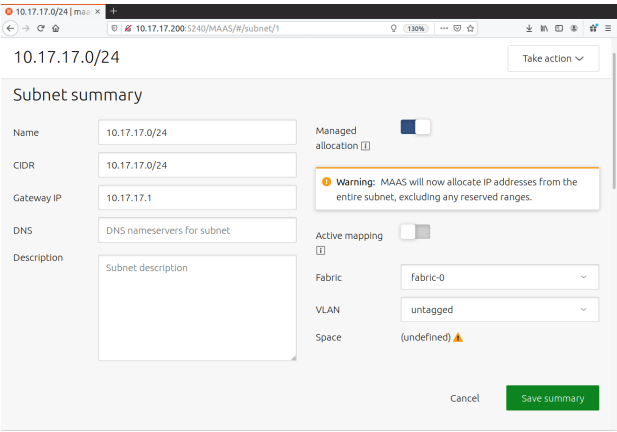 10.17.17.0/24 | maa
10.17.17.200:5240/MAAS/#/subnet/1
130%
10.17.17.0/24
Take action
Subnet summary
Name
10.17.17.0/24
CIDR
10.17.17.0/24
Gateway IP
10.17.17.1
DNS
DNS nameservers for subnet
Description
Subnet description
Managed
allocation
Warning: MAAS will now allocate IP addresses from the
entire subnet, excluding any reserved ranges.
Active mapping
Fabric
fabric-0
VLAN
untagged
Space
(undefined)
Cancel
Save summary